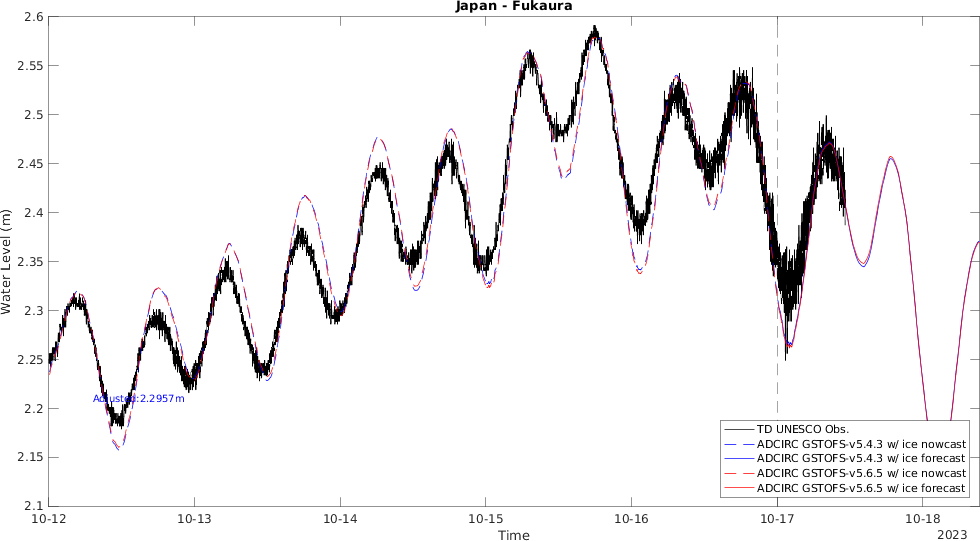 Japan - Fukaura
2.6
2.55
2.5
2.45
2.4
2.35
2.3
2.25
2.2
2.15
2.1
Water Level (m)
Adjusted:2.2957m
TD UNESCO Obs.
ADCIRC GSTOFS-v5.4.3 w/ ice nowcast
ADCIRC GSTOFS-v5.4.3 w/ ice forecast
ADCIRC GSTOFS-v5.6.5 w/ ice nowcast
ADCIRC GSTOFS-v5.6.5 w/ ice forecast
10-12 10-13 10-14 10-15 10-16 10-17 10-18
Time
2023